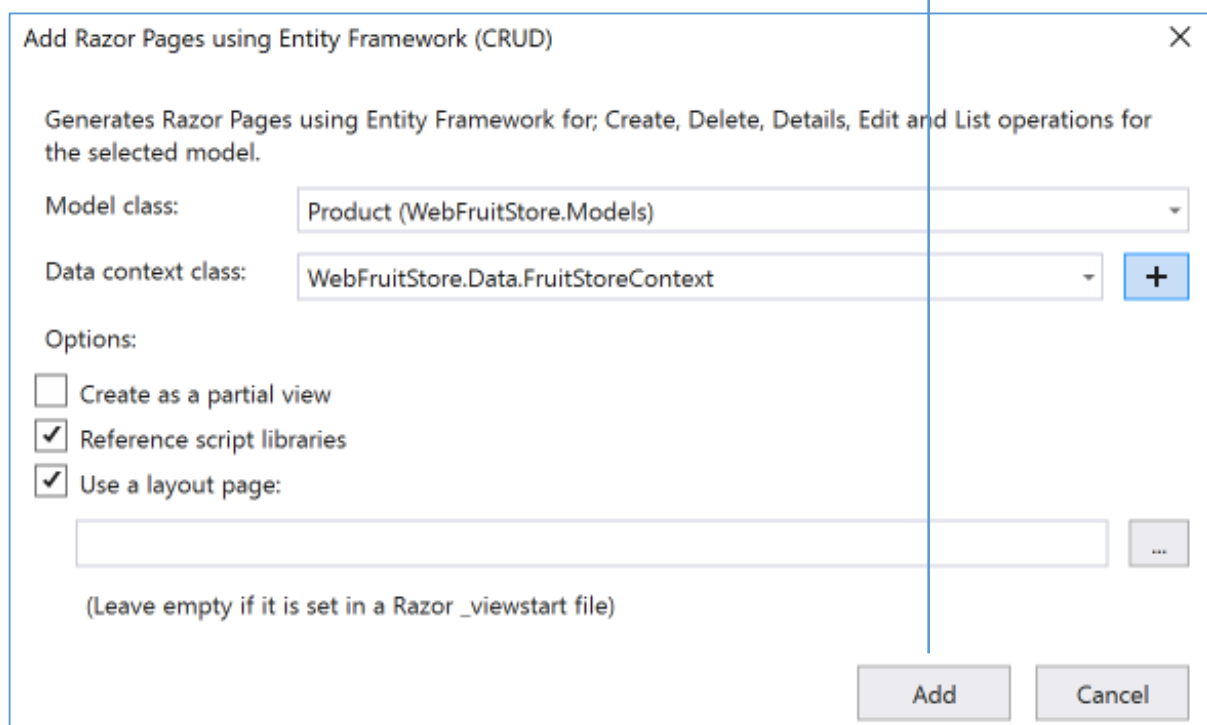 Add Razor Pages using Entity Framework (CRUD)
Generates Razor Pages using Entity Framework for; Create, Delete, Details, Edit and List operations for
the selected model.
Model class:
Product (WebFruitStore.Models)
Data context class:
WebFruitStore.Data.FruitStoreContext
+
Options:
Create as a partial view
Reference script libraries
Use a layout page:
...
(Leave empty if it is set in a Razor _viewstart file)
Add
Cancel